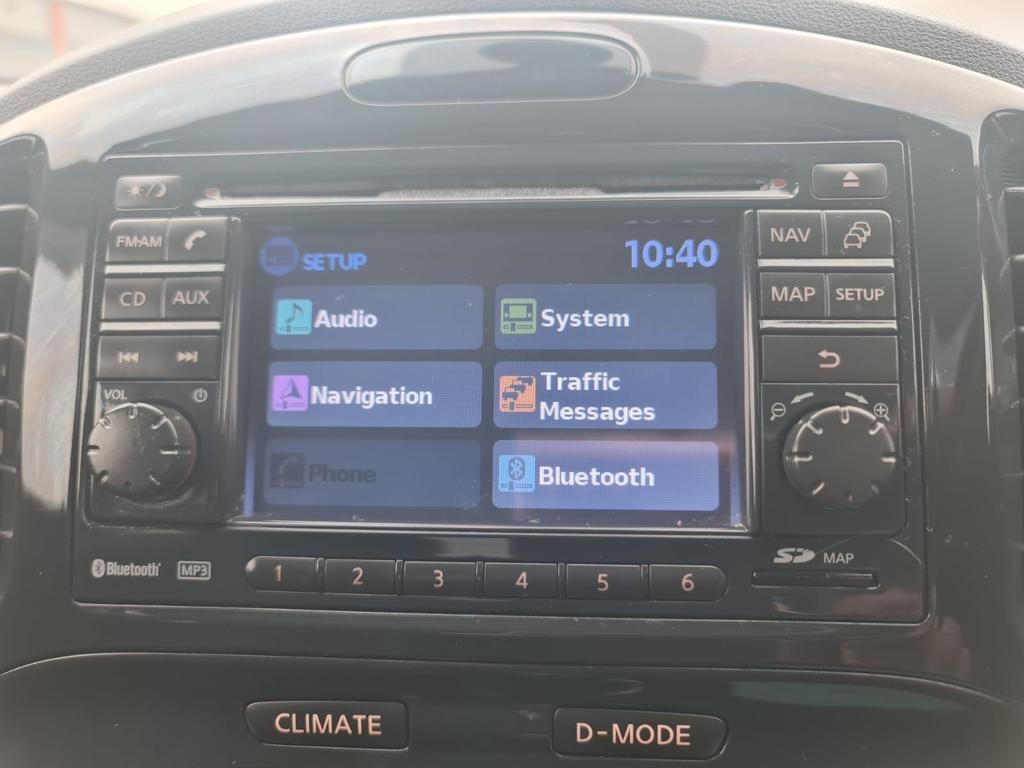 FM·AM
CD
AUX
VOL
SETUP
10:40
Audio
System
Navigation
Traffic
Messages
Phone
Bluetooth
NAV
MAP
SETUP
Bluetooth
MP3
1
2
3
4
5
6
SD
MAP
CLIMATE
D-MODE